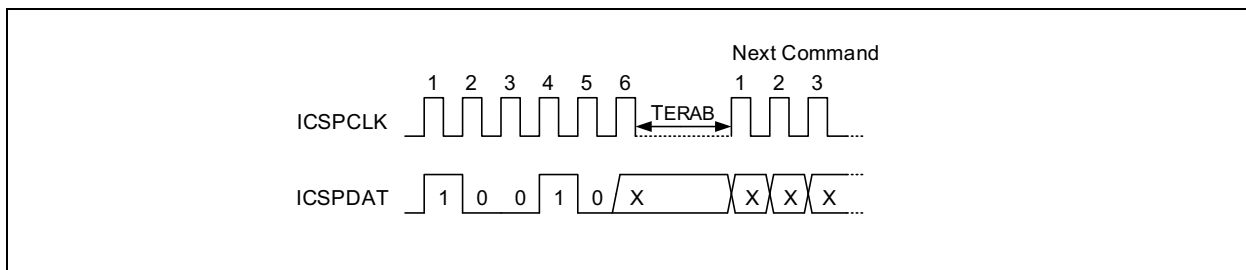 Next Command
1 2 3 4 5 6 1 2 3
TERAB
ICSPCLK
ICSPDAT 1 0 0 1 0 X X X X